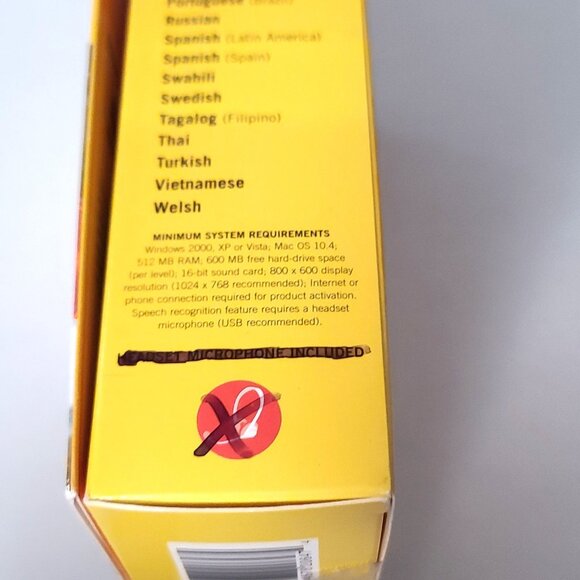 Portuguese (Brazil)
Russian
Spanish (Latin America)
Spanish (Spain)
Swahili
Swedish
Tagalog (Filipino)
Thai
Turkish
Vietnamese
Welsh
MINIMUM SYSTEM REQUIREMENTS
Windows 2000, XP or Vista; Mac OS 10.4;
512 MB RAM; 600 MB free hard-drive space
(per level); 16-bit sound card; 800 x 600 display
resolution (1024 x 768 recommended); Internet or
phone connection required for product activation.
Speech recognition feature requires a headset
microphone (USB recommended).
HEADSET MICROPHONE INCLUDED